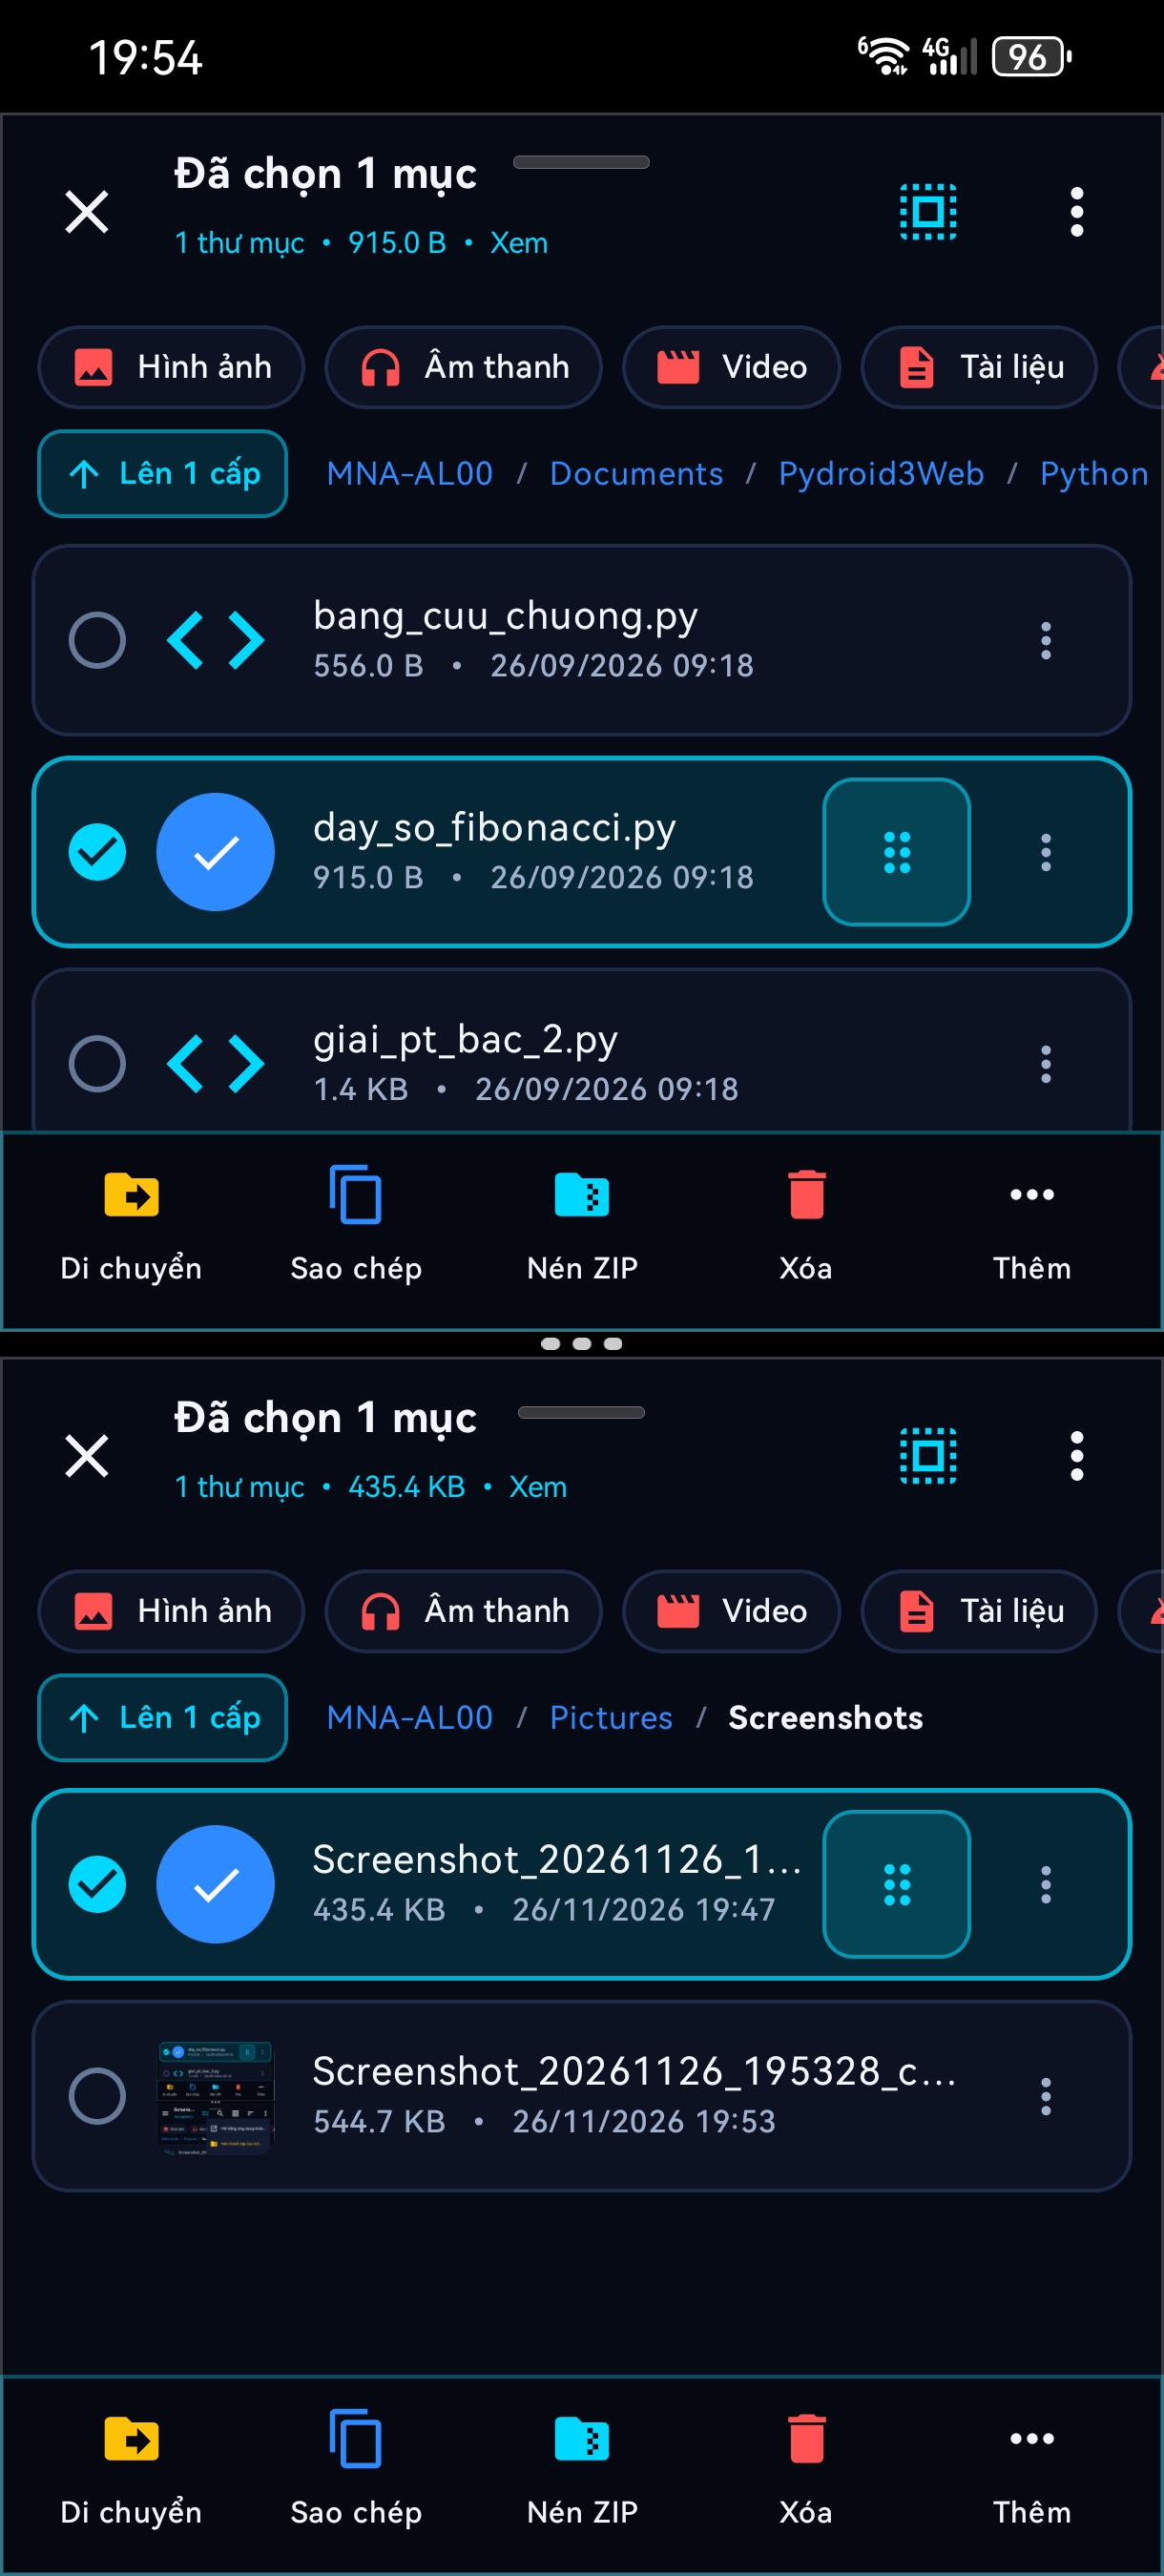 19:54
6 4G 96
Đã chọn 1 mục
1 thư mục • 915.0 B • Xem
Hình ảnh Âm thanh Video Tài liệu
Lên 1 cấp MNA-AL00 / Documents / Pydroid3Web / Python
bang_cuu_chuong.py
556.0 B • 26/09/2026 09:18
day_so_fibonacci.py
915.0 B • 26/09/2026 09:18
giai_pt_bac_2.py
1.4 KB • 26/09/2026 09:18
Di chuyển Sao chép Nén ZIP Xóa Thêm
Đã chọn 1 mục
1 thư mục • 435.4 KB • Xem
Hình ảnh Âm thanh Video Tài liệu
Lên 1 cấp MNA-AL00 / Pictures / Screenshots
Screenshot_20261126_1...
435.4 KB • 26/11/2026 19:47
Screenshot_20261126_195328_c...
544.7 KB • 26/11/2026 19:53
Di chuyển Sao chép Nén ZIP Xóa Thêm